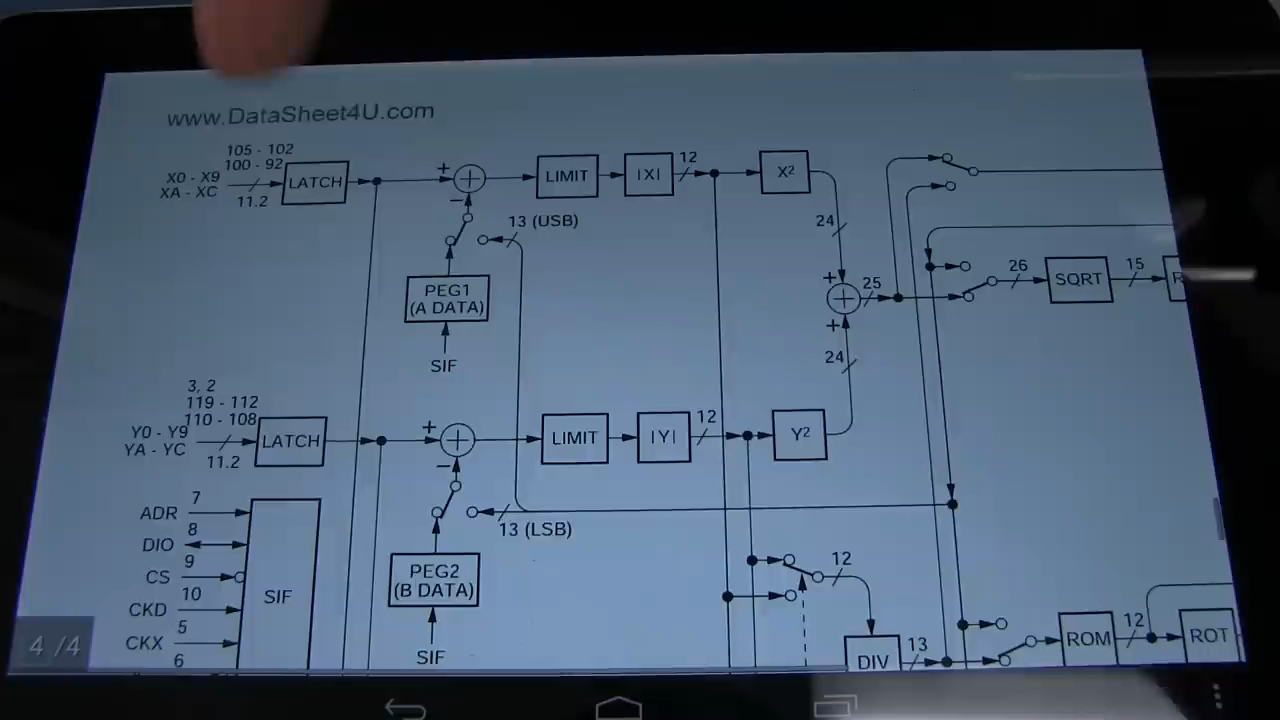 www.DataSheet4U.com
105 - 102
100 - 92
X0 - X9
XA - XC
11.2
LATCH
+
−
LIMIT
|X|
12
X²
13 (USB)
24
PEG1
(A DATA)
SIF
+
25
+
24
26
SQRT
15
3, 2
119 - 112
110 - 108
Y0 - Y9
YA - YC
11.2
LATCH
+
−
LIMIT
|Y|
12
Y²
13 (LSB)
PEG2
(B DATA)
SIF
ADR
7
DIO
8
CS
9
CKD
10
CKX
5
6
SIF
12
DIV
13
ROM
12
ROT
4 /4